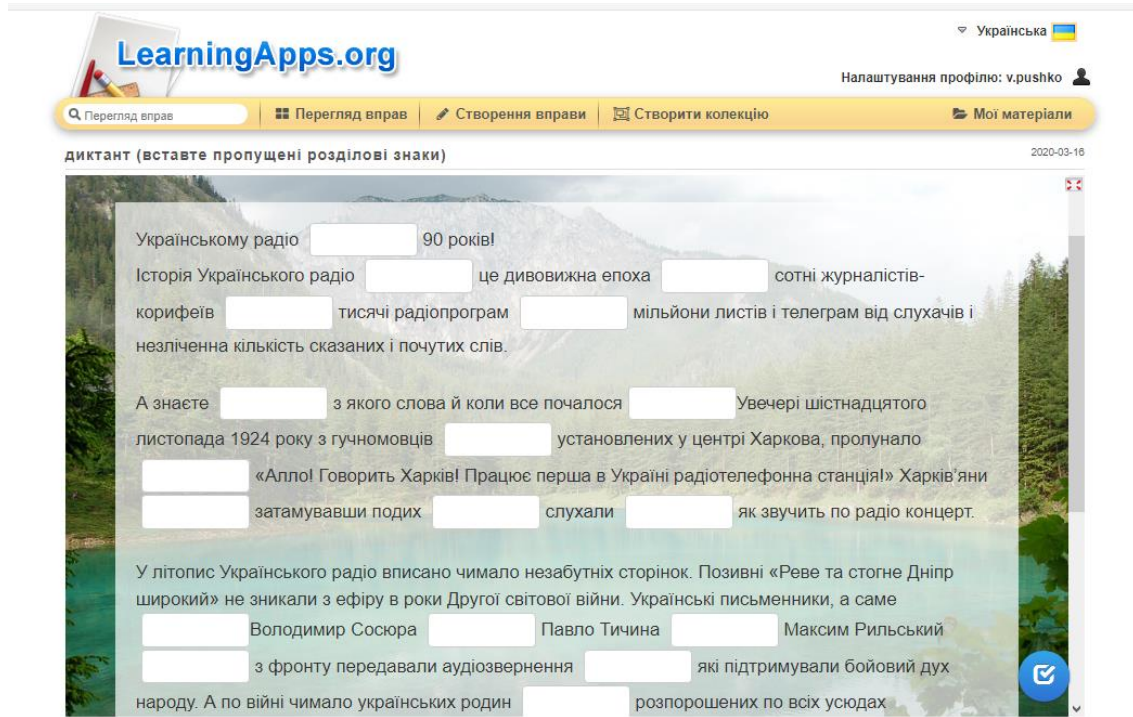 LearningApps.org
Українська
Налаштування профілю: v.pushko
Перегляд вправ
Перегляд вправ
Створення вправи
Створити колекцію
Мої матеріали
диктант (вставте пропущені розділові знаки)
2020-03-16
Українському радіо 90 років!
Історія Українського радіо це дивовижна епоха сотні журналістів-
корифеїв тисячі радіопрограм мільйони листів і телеграм від слухачів і
незліченна кількість сказаних і почутих слів.
А знаєте з якого слова й коли все почалося Увечері шістнадцятого
листопада 1924 року з гучномовців установлених у центрі Харкова, пролунало
«Алло! Говорить Харків! Працює перша в Україні радіотелефонна станція!» Харків'яни
затамувавши подих слухали як звучить по радіо концерт.
У літопис Українського радіо вписано чимало незабутніх сторінок. Позивні «Реве та стогне Дніпр
широкий» не зникали з ефіру в роки Другої світової війни. Українські письменники, а саме
Володимир Сосюра Павло Тичина Максим Рильський
з фронту передавали аудіозвернення які підтримували бойовий дух
народу. А по війні чимало українських родин розпорошених по всіх усюдах